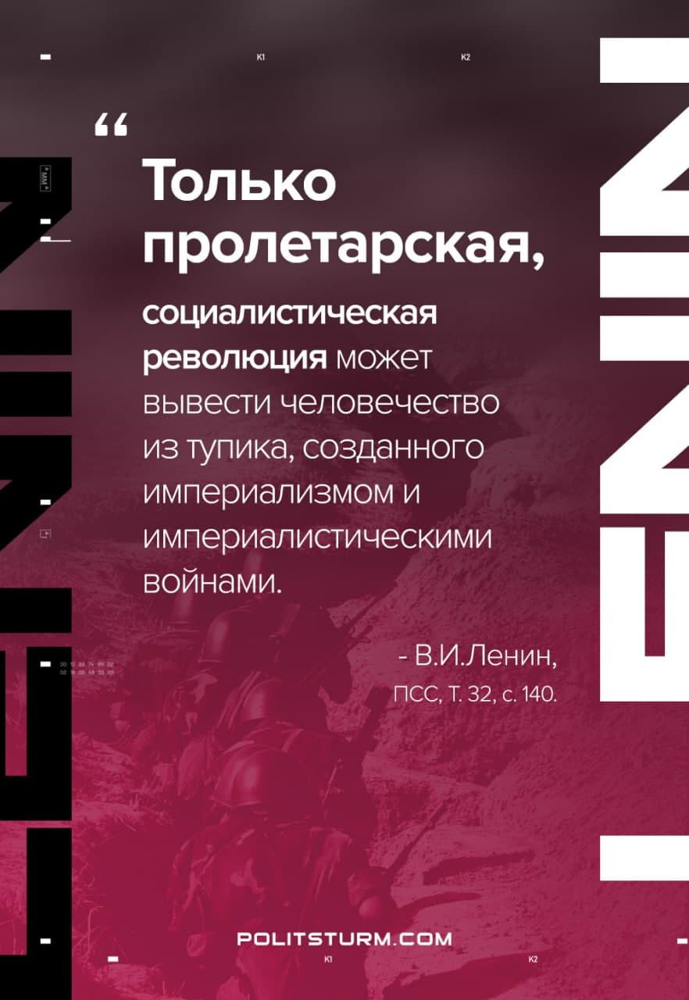 K1 K2
“
Только
пролетарская,
социалистическая
революция может
вывести человечество
из тупика, созданного
империализмом и
империалистическими
войнами.
- В.И.Ленин,
ПСС, Т. 32, с. 140.
LENIN
LENIN
POLITSTURM.COM
K1 K2